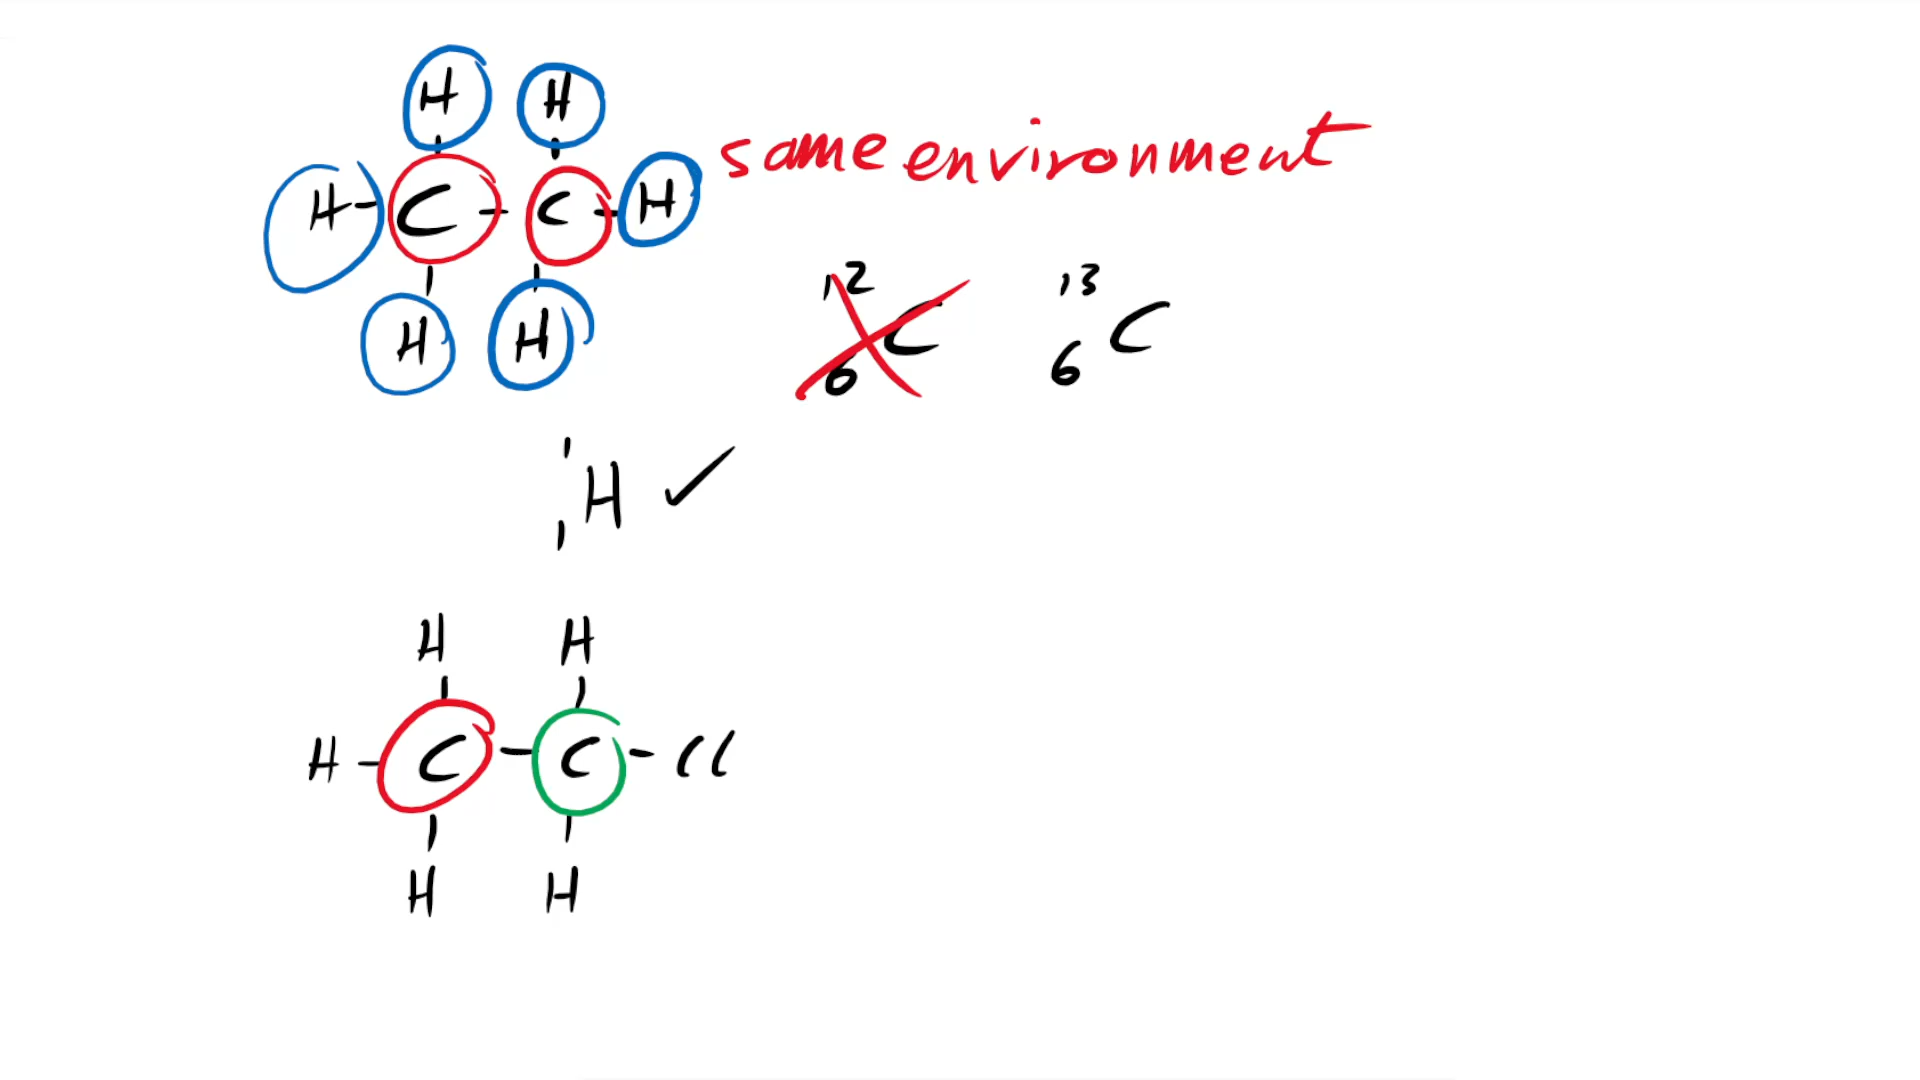 H H
same environment
H-C-C-H
12 6 C 13 6 C
H H
1 1 H ✓
H H
H-C-C-Cl
H H